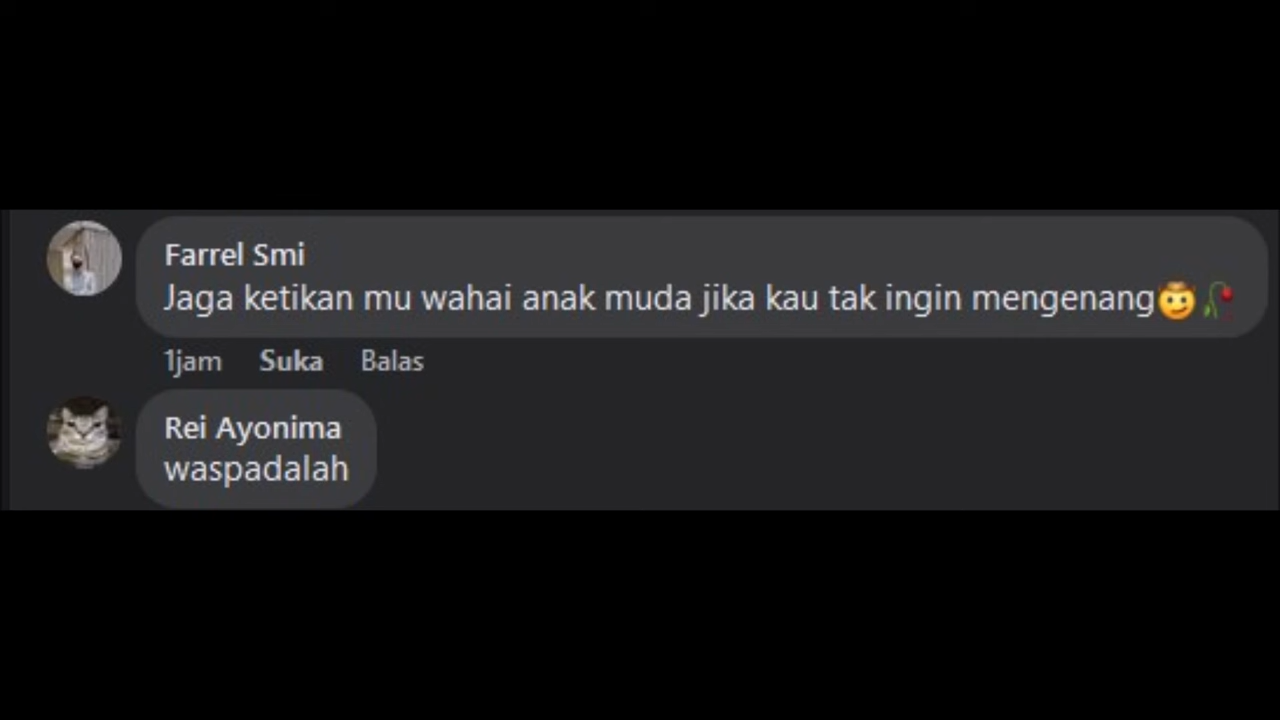 Farrel Smi
Jaga ketikan mu wahai anak muda jika kau tak ingin mengenang🤠🥀
1jam Suka Balas
Rei Ayonima
waspadalah